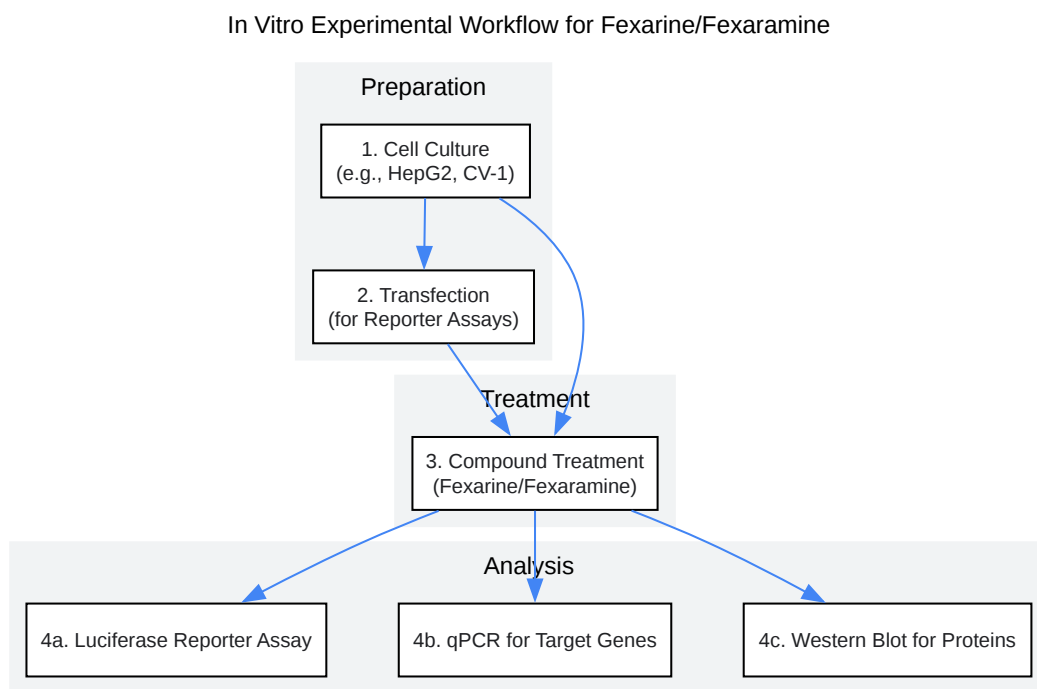 In Vitro Experimental Workflow for Fexarine/Fexaramine
Preparation
1. Cell Culture
(e.g., HepG2, CV-1)
2. Transfection
(for Reporter Assays)
Treatment
3. Compound Treatment
(Fexarine/Fexaramine)
Analysis
4a. Luciferase Reporter Assay
4b. qPCR for Target Genes
4c. Western Blot for Proteins